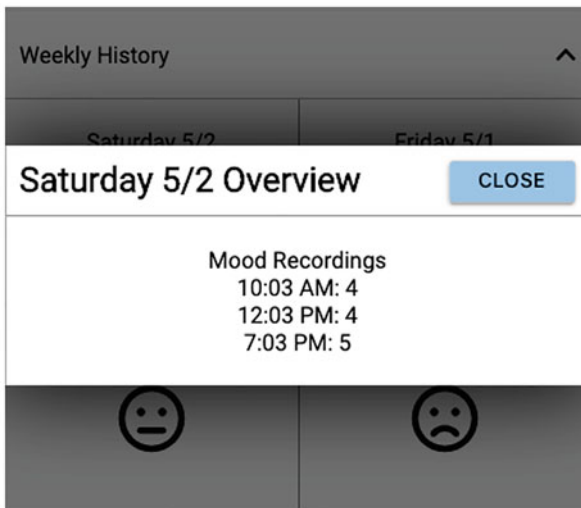 Weekly History
Saturday 5/2
Friday 5/1
Saturday 5/2 Overview
CLOSE
Mood Recordings
10:03 AM: 4
12:03 PM: 4
7:03 PM: 5